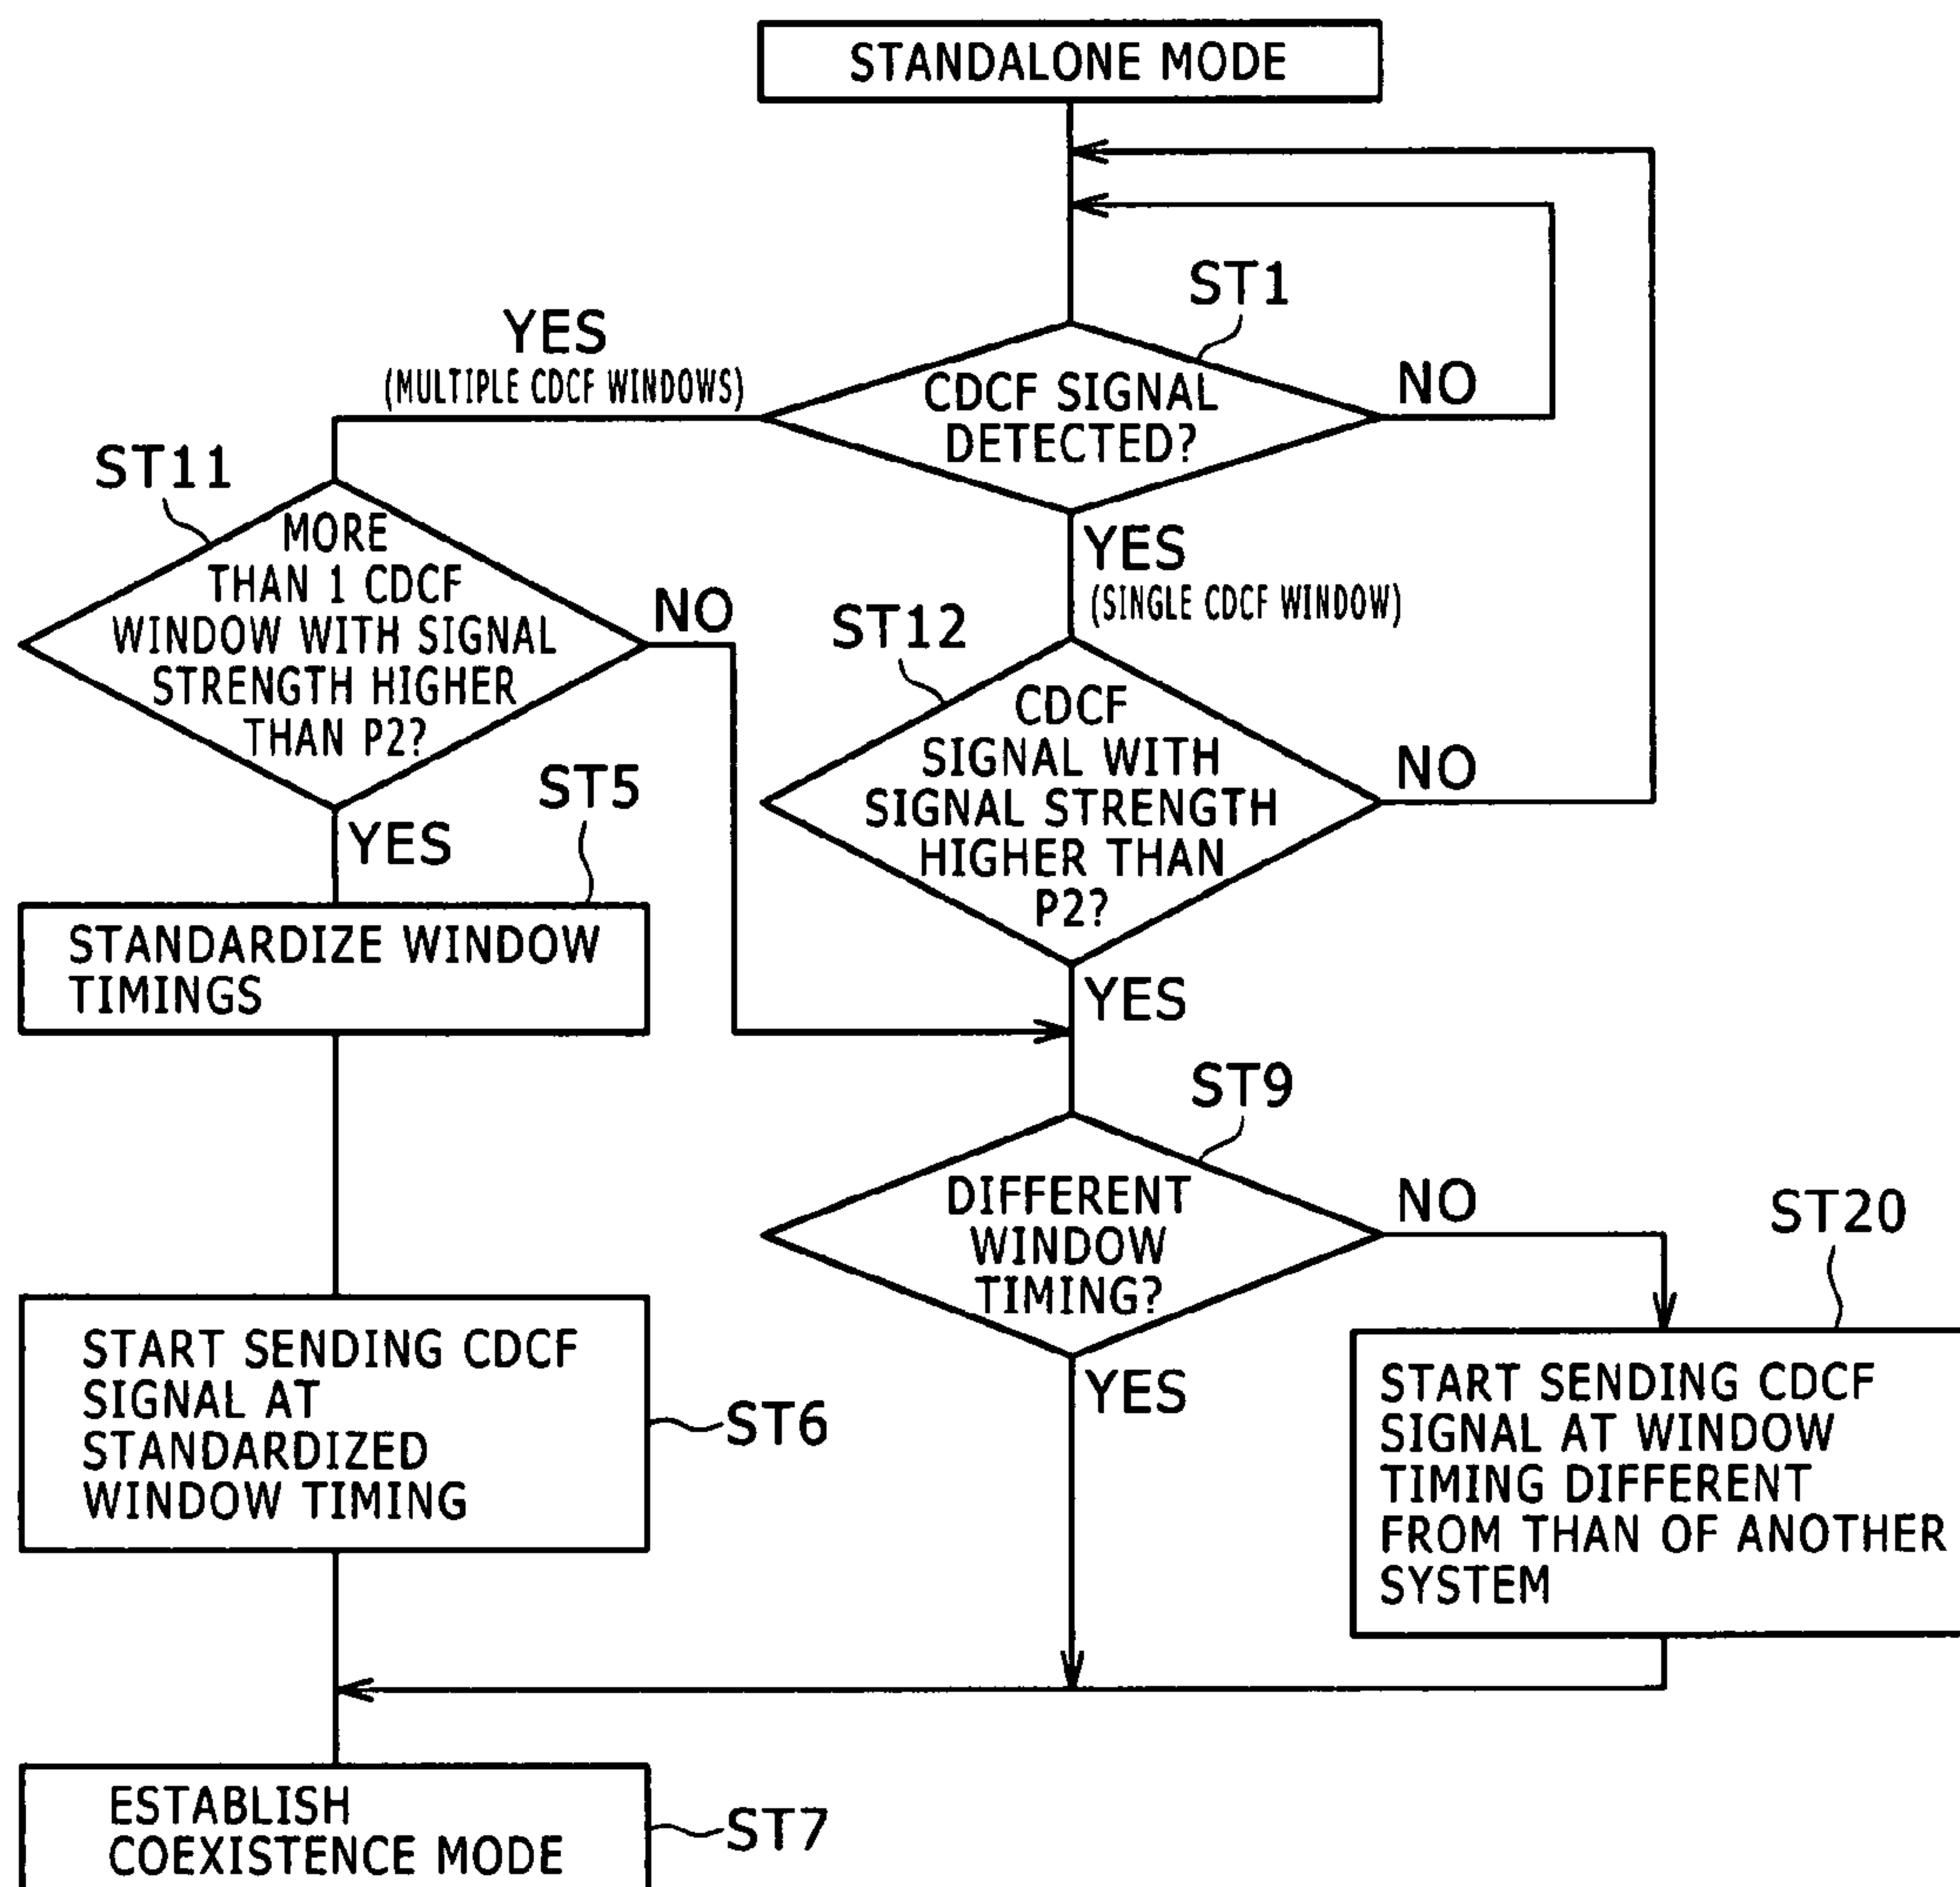 STANDALONE MODE
ST1
CDCF SIGNAL
DETECTED?
NO
YES
(MULTIPLE CDCF WINDOWS)
YES
(SINGLE CDCF WINDOW)
ST11
MORE
THAN 1 CDCF
WINDOW WITH SIGNAL
STRENGTH HIGHER
THAN P2?
NO
YES
ST12
CDCF
SIGNAL WITH
SIGNAL STRENGTH
HIGHER THAN
P2?
NO
YES
ST5
STANDARDIZE WINDOW
TIMINGS
ST9
DIFFERENT
WINDOW
TIMING?
NO
YES
ST20
START SENDING CDCF
SIGNAL AT WINDOW
TIMING DIFFERENT
FROM THAN OF ANOTHER
SYSTEM
START SENDING CDCF
SIGNAL AT
STANDARDIZED
WINDOW TIMING
ST6
ESTABLISH
COEXISTENCE MODE
ST7